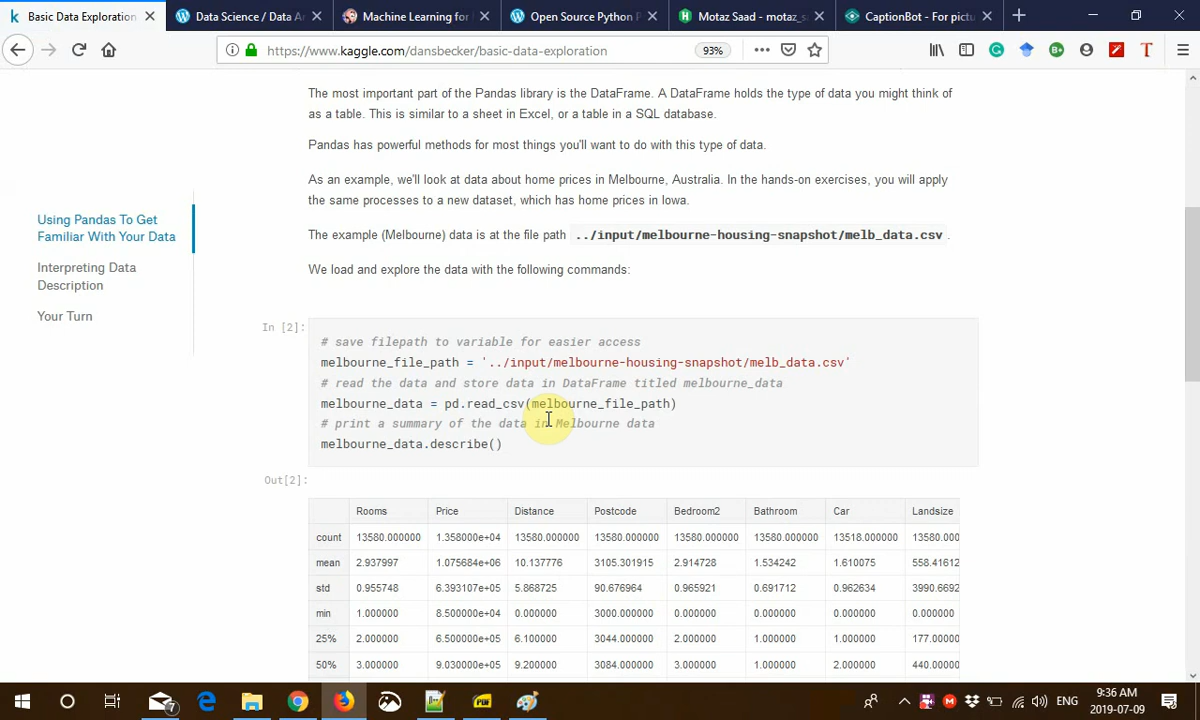 Basic Data Exploration
Data Science / Data A
Machine Learning for
Open Source Python
Motaz Saad - motaz_s
CaptionBot - For pictu
https://www.kaggle.com/dansbecker/basic-data-exploration
93%
The most important part of the Pandas library is the DataFrame. A DataFrame holds the type of data you might think of
as a table. This is similar to a sheet in Excel, or a table in a SQL database.
Pandas has powerful methods for most things you'll want to do with this type of data.
As an example, we'll look at data about home prices in Melbourne, Australia. In the hands-on exercises, you will apply
the same processes to a new dataset, which has home prices in Iowa.
The example (Melbourne) data is at the file path ../input/melbourne-housing-snapshot/melb_data.csv .
We load and explore the data with the following commands:
Using Pandas To Get
Familiar With Your Data
Interpreting Data
Description
Your Turn
In [2]:
# save filepath to variable for easier access
melbourne_file_path = '../input/melbourne-housing-snapshot/melb_data.csv'
# read the data and store data in DataFrame titled melbourne_data
melbourne_data = pd.read_csv(melbourne_file_path)
# print a summary of the data in Melbourne data
melbourne_data.describe()
Out[2]:
Rooms Price Distance Postcode Bedroom2 Bathroom Car Landsize
count 13580.000000 1.358000e+04 13580.000000 13580.000000 13580.000000 13580.000000 13518.000000 13580.000
mean 2.937997 1.075684e+06 10.137776 3105.301915 2.914728 1.534242 1.610075 558.41612
std 0.955748 6.393107e+05 5.868725 90.676964 0.965921 0.691712 0.962634 3990.6692
min 1.000000 8.500000e+04 0.000000 3000.000000 0.000000 0.000000 0.000000 0.000000
25% 2.000000 6.500000e+05 6.100000 3044.000000 2.000000 1.000000 1.000000 177.00000
50% 3.000000 9.030000e+05 9.200000 3084.000000 3.000000 1.000000 2.000000 440.00000
7
PDF
ENG
9:36 AM
2019-07-09